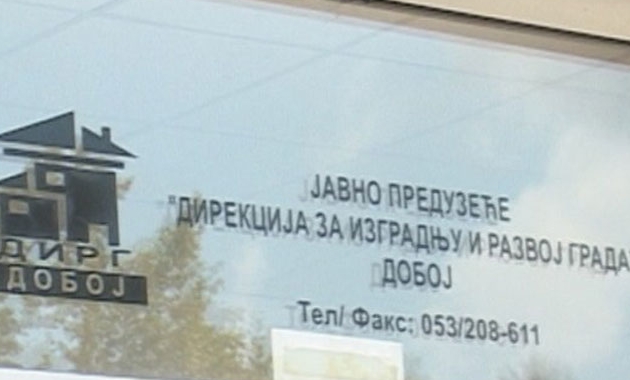 ЈАВНО ПРЕДУЗЕЋЕ
"ДИРЕКЦИЈА ЗА ИЗГРАДЊУ И РАЗВОЈ ГРАДА"
ДОБОЈ
Тел/ Факс: 053/208-611
ДИРГ
ДОБОЈ